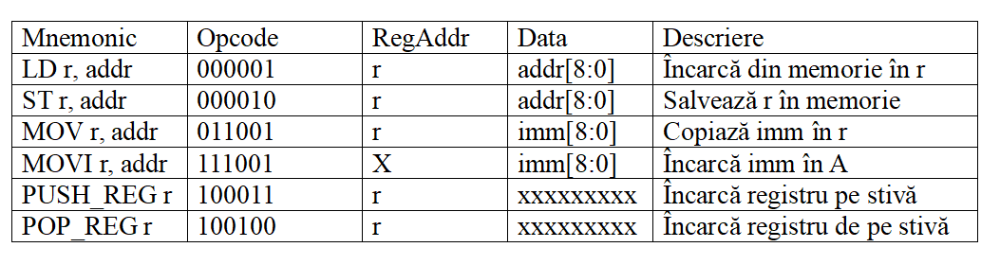 Mnemonic Opcode RegAddr Data Descriere
LD r, addr 000001 r addr[8:0] Încarcă din memorie în r
ST r, addr 000010 r addr[8:0] Salvează r în memorie
MOV r, addr 011001 r imm[8:0] Copiază imm în r
MOVI r, addr 111001 X imm[8:0] Încarcă imm în A
PUSH_REG r 100011 r xxxxxxxxx Încarcă registru pe stivă
POP_REG r 100100 r xxxxxxxxx Încarcă registru de pe stivă